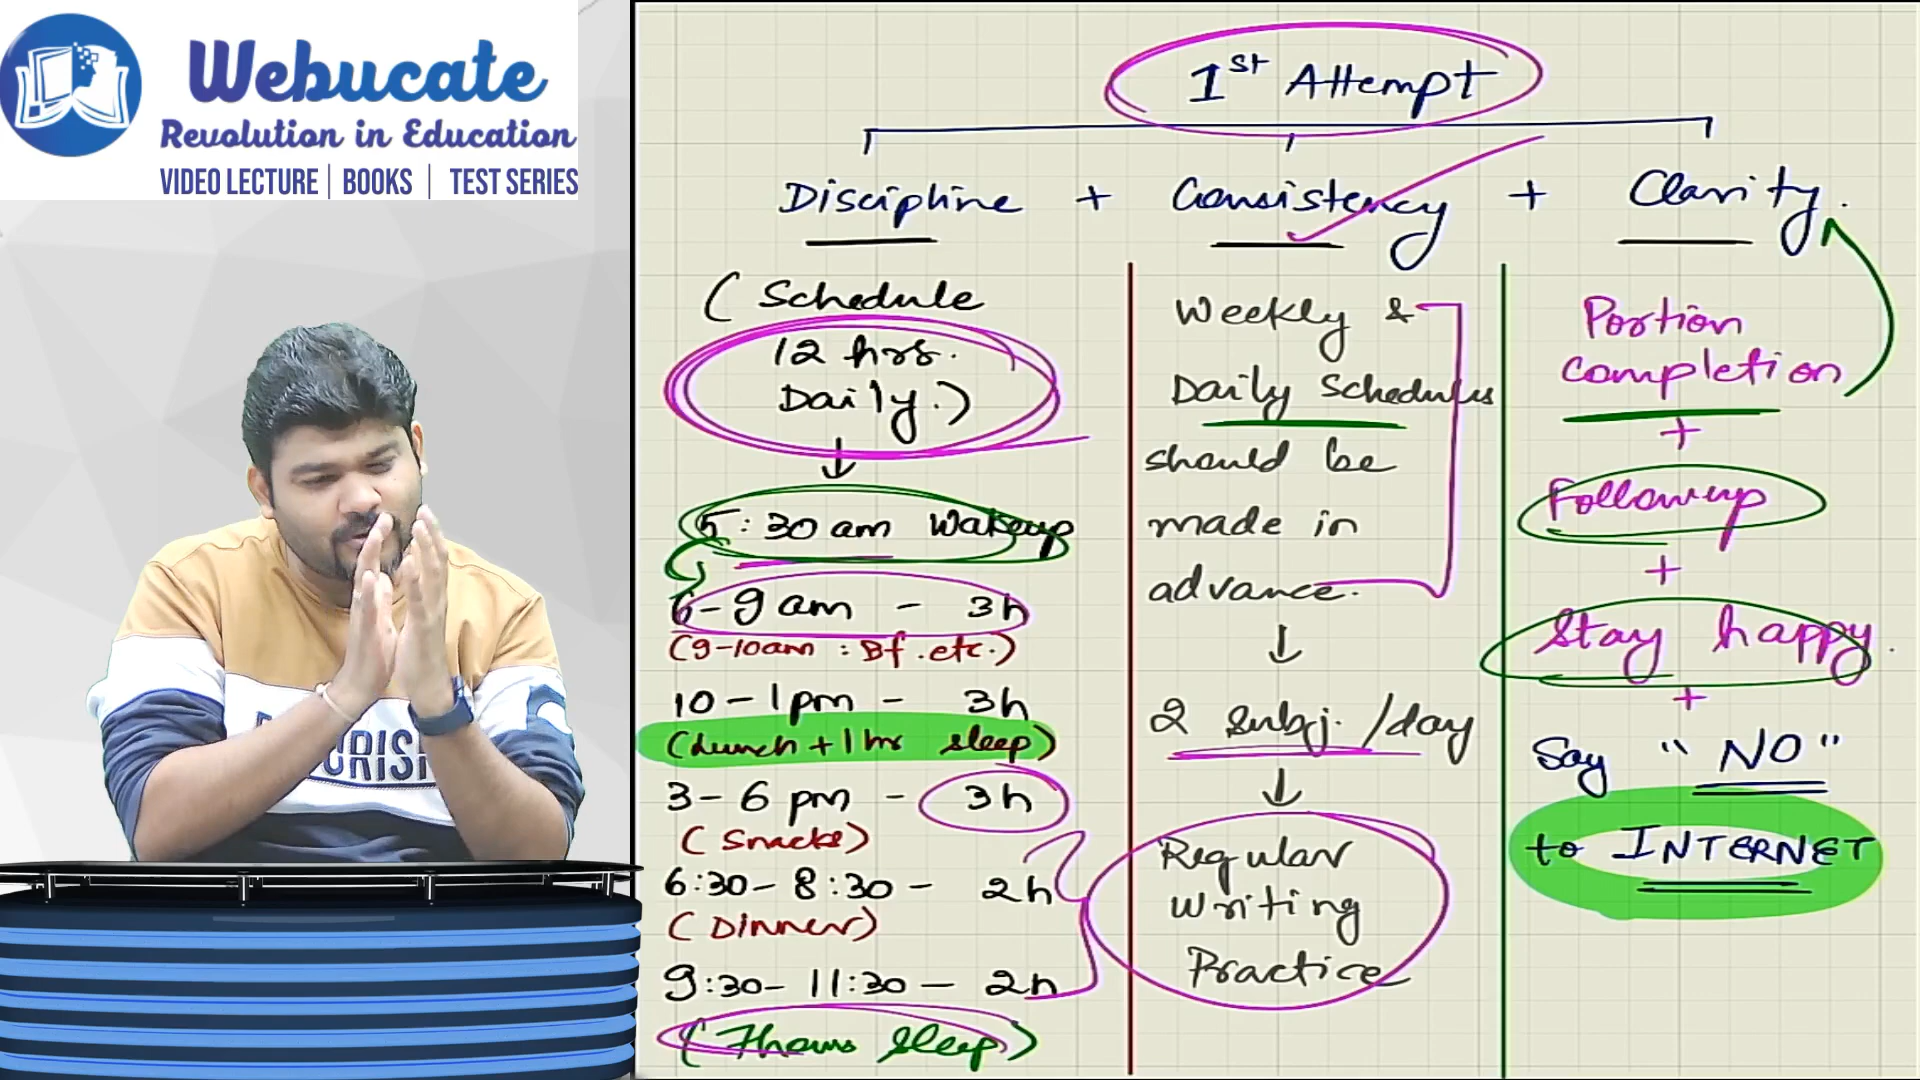 Webucate
Revolution in Education
VIDEO LECTURE | BOOKS | TEST SERIES
1st Attempt
Discipline + Consistency + Clarity.
(Schedule
12 hrs.
Daily.)
↓
5:30 am Wakeup
6-9 am - 3h
(9-10am : Bf. etc.)
10-1pm - 3h
(Lunch + 1 hr sleep)
3-6 pm - 3h
(Snacks)
6:30-8:30 - 2h
(Dinner)
9:30-11:30 - 2h
(7hours sleep)
Weekly &
Daily Schedules
should be
made in
advance.
↓
2 subj. /day
↓
Regular
Writing
Practice
Portion
completion
+
Followup
+
Stay happy.
+
Say "NO"
to INTERNET